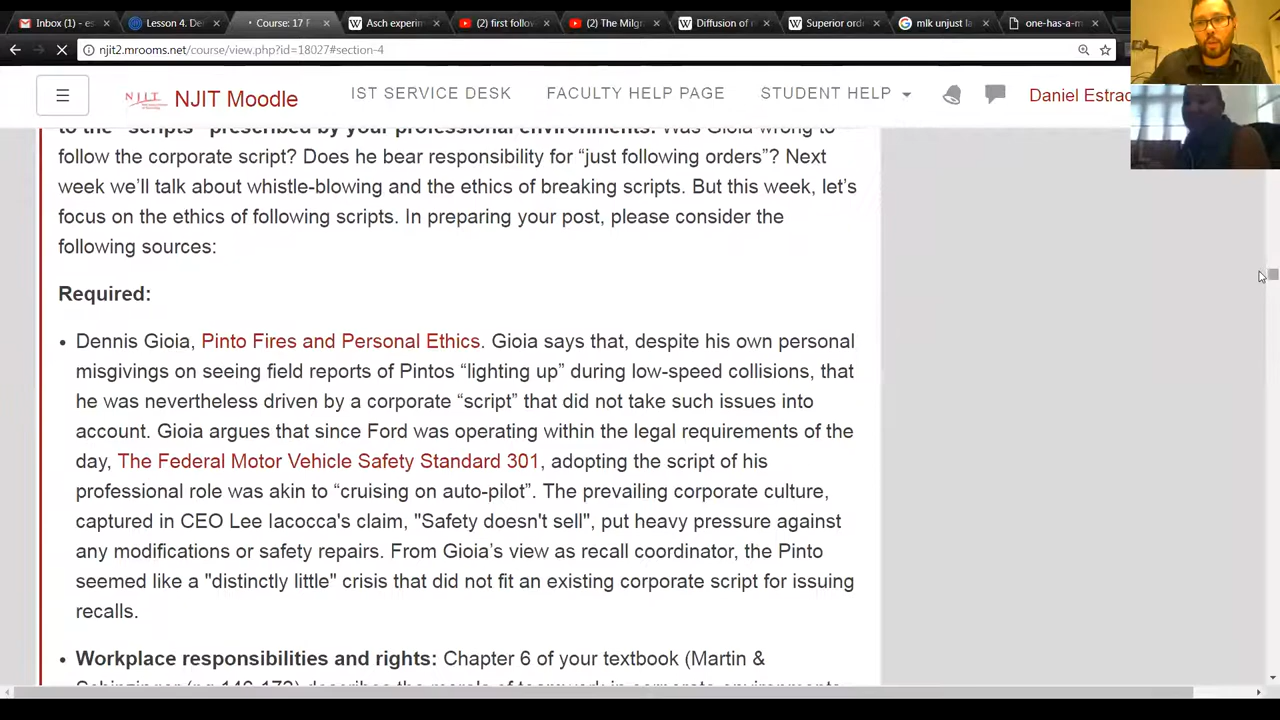 Inbox (1) - es
Lesson 4. De
Course: 17 F
Asch experim
(2) first follow
(2) The Milgr
Diffusion of r
Superior orde
mlk unjust la
one-has-a-m
njit2.mrooms.net/course/view.php?id=18027#section-4
NJIT
NJIT Moodle
IST SERVICE DESK
FACULTY HELP PAGE
STUDENT HELP
Daniel Estrad
to the "scripts" prescribed by your professional environments. Was Gioia wrong to
follow the corporate script? Does he bear responsibility for “just following orders”? Next
week we’ll talk about whistle-blowing and the ethics of breaking scripts. But this week, let’s
focus on the ethics of following scripts. In preparing your post, please consider the
following sources:
Required:
• Dennis Gioia, Pinto Fires and Personal Ethics. Gioia says that, despite his own personal
misgivings on seeing field reports of Pintos “lighting up” during low-speed collisions, that
he was nevertheless driven by a corporate “script” that did not take such issues into
account. Gioia argues that since Ford was operating within the legal requirements of the
day, The Federal Motor Vehicle Safety Standard 301, adopting the script of his
professional role was akin to “cruising on auto-pilot”. The prevailing corporate culture,
captured in CEO Lee Iacocca's claim, "Safety doesn't sell", put heavy pressure against
any modifications or safety repairs. From Gioia’s view as recall coordinator, the Pinto
seemed like a "distinctly little" crisis that did not fit an existing corporate script for issuing
recalls.
• Workplace responsibilities and rights: Chapter 6 of your textbook (Martin &